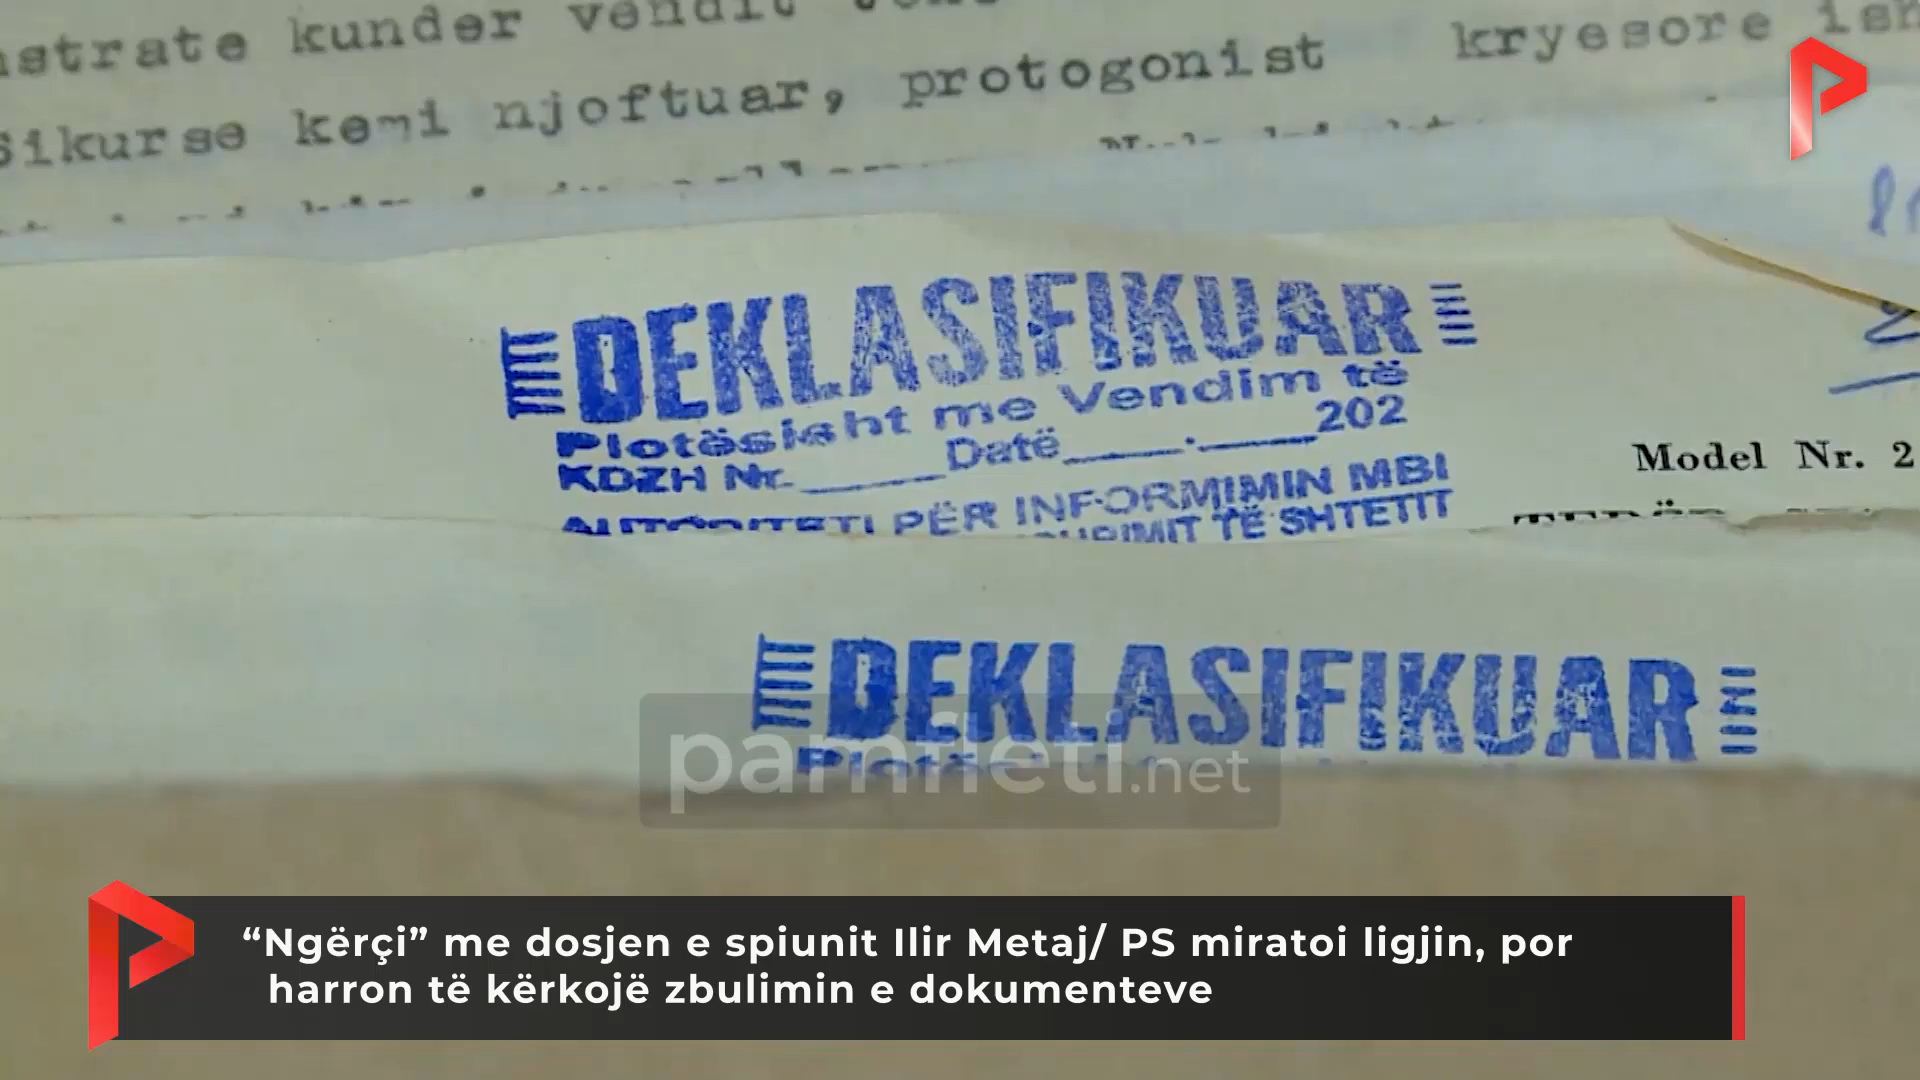 kunder vendit
Sikurse kemi njoftuar, protogonist kryesore
DEKLASIFIKUAR
Plotësisht me Vendim të
KDZH Nr. Datë . 202
AUTORITETI PËR INFORMIMIN MBI
TË SHTETIT
Model Nr. 2
DEKLASIFIKUAR
pamfleti.net
“Ngërçi” me dosjen e spiunit Ilir Metaj/ PS miratoi ligjin, por
harron të kërkojë zbulimin e dokumenteve